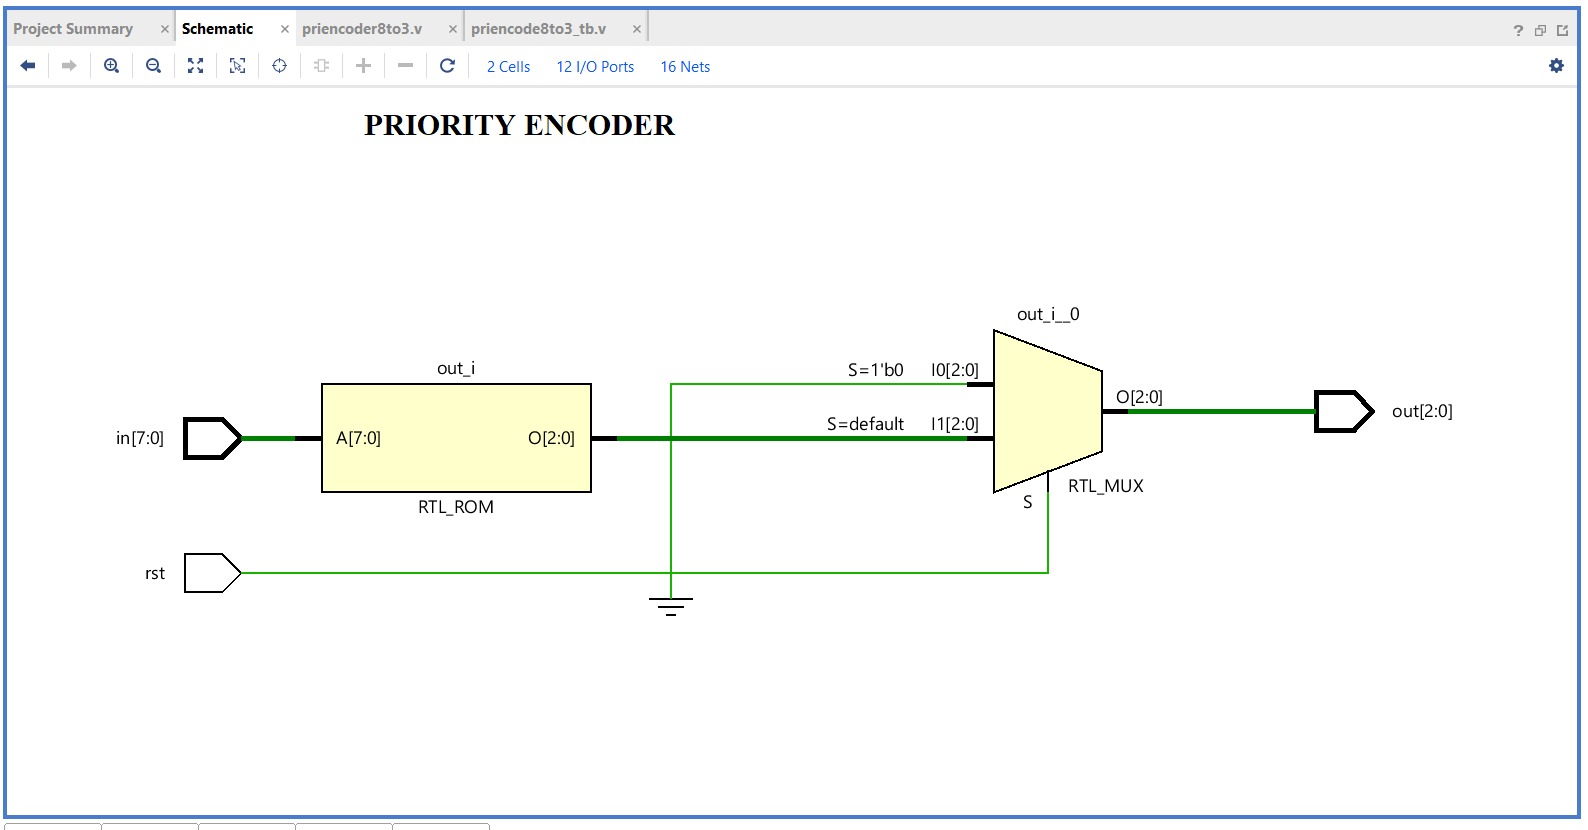 Project Summary × Schematic × priencoder8to3.v × priencode8to3_tb.v × ?
2 Cells 12 I/O Ports 16 Nets
PRIORITY ENCODER
out_i__0
out_i
S=1'b0 I0[2:0]
O[2:0]
out[2:0]
S=default I1[2:0]
in[7:0] A[7:0] O[2:0]
RTL_MUX
S
RTL_ROM
rst